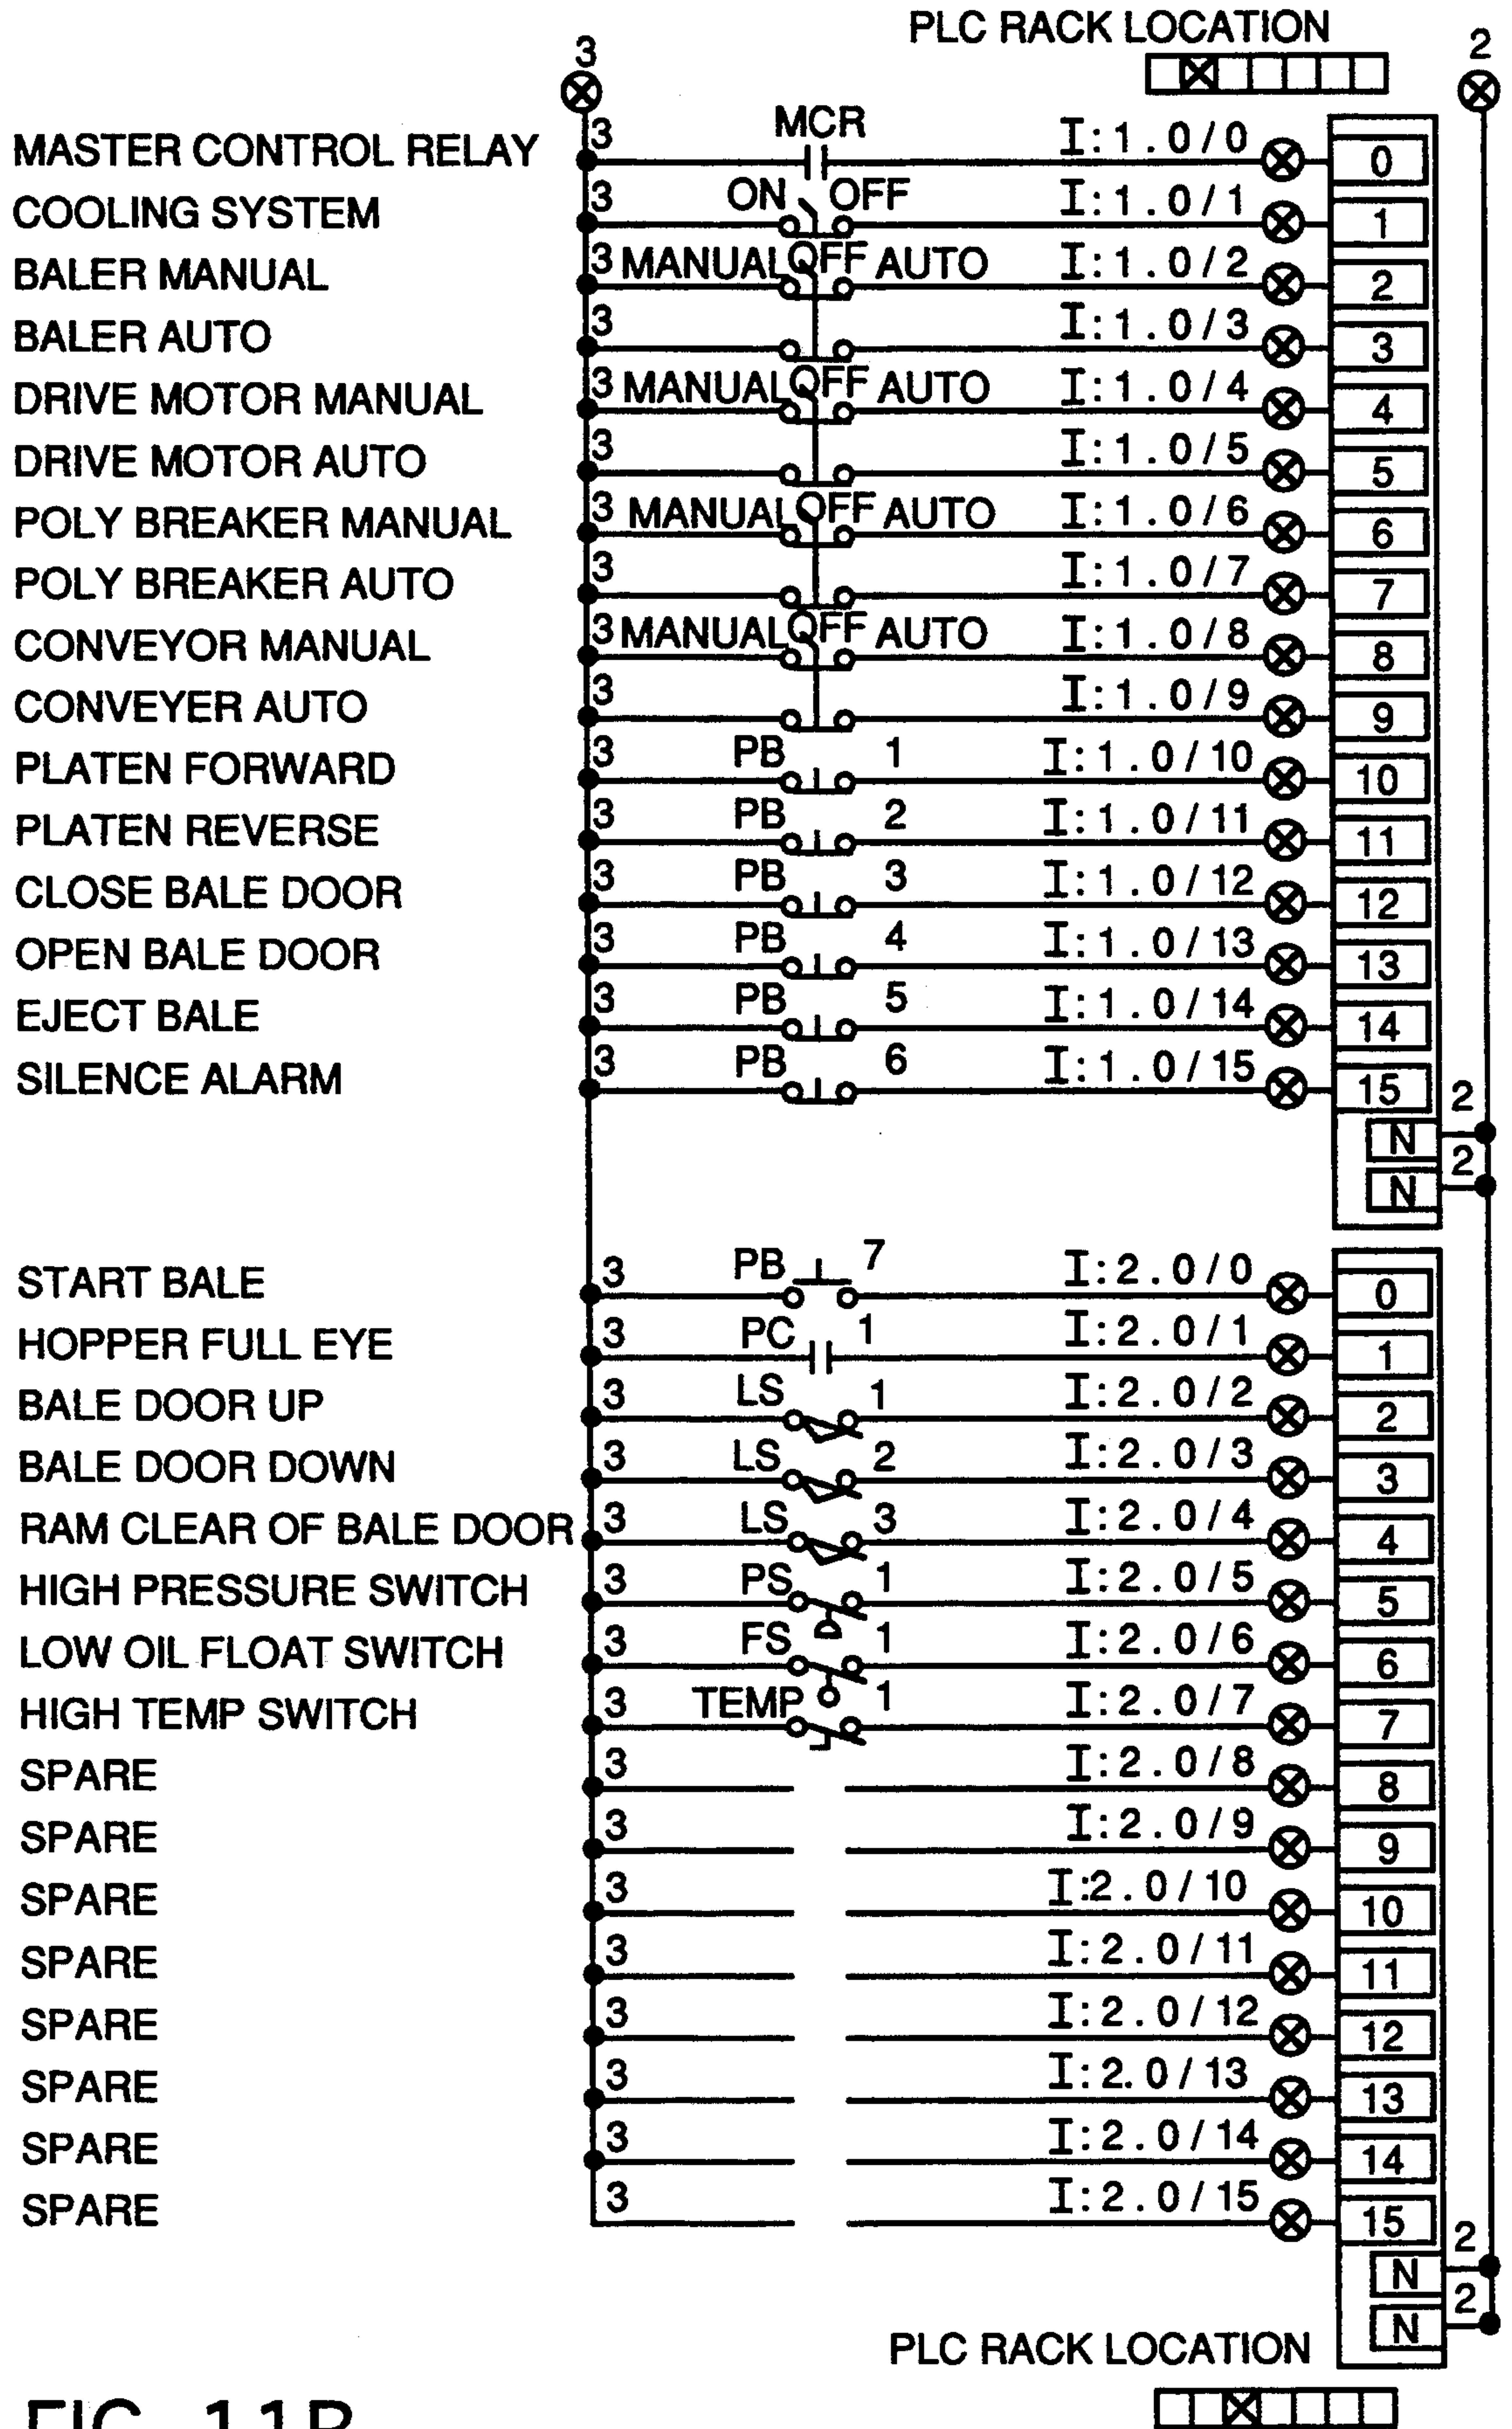 PLC RACK LOCATION
3 2
MASTER CONTROL RELAY 3 MCR I:1.0/0 0
COOLING SYSTEM 3 ON OFF I:1.0/1 1
BALER MANUAL 3 MANUAL OFF AUTO I:1.0/2 2
BALER AUTO 3 I:1.0/3 3
DRIVE MOTOR MANUAL 3 MANUAL OFF AUTO I:1.0/4 4
DRIVE MOTOR AUTO 3 I:1.0/5 5
POLY BREAKER MANUAL 3 MANUAL OFF AUTO I:1.0/6 6
POLY BREAKER AUTO 3 I:1.0/7 7
CONVEYOR MANUAL 3 MANUAL OFF AUTO I:1.0/8 8
CONVEYER AUTO 3 I:1.0/9 9
PLATEN FORWARD 3 PB 1 I:1.0/10 10
PLATEN REVERSE 3 PB 2 I:1.0/11 11
CLOSE BALE DOOR 3 PB 3 I:1.0/12 12
OPEN BALE DOOR 3 PB 4 I:1.0/13 13
EJECT BALE 3 PB 5 I:1.0/14 14
SILENCE ALARM 3 PB 6 I:1.0/15 15
N 2
N 2
START BALE 3 PB 7 I:2.0/0 0
HOPPER FULL EYE 3 PC 1 I:2.0/1 1
BALE DOOR UP 3 LS 1 I:2.0/2 2
BALE DOOR DOWN 3 LS 2 I:2.0/3 3
RAM CLEAR OF BALE DOOR 3 LS 3 I:2.0/4 4
HIGH PRESSURE SWITCH 3 PS 1 I:2.0/5 5
LOW OIL FLOAT SWITCH 3 FS 1 I:2.0/6 6
HIGH TEMP SWITCH 3 TEMP 1 I:2.0/7 7
SPARE 3 I:2.0/8 8
SPARE 3 I:2.0/9 9
SPARE 3 I:2.0/10 10
SPARE 3 I:2.0/11 11
SPARE 3 I:2.0/12 12
SPARE 3 I:2.0/13 13
SPARE 3 I:2.0/14 14
SPARE 3 I:2.0/15 15
N 2
N 2
PLC RACK LOCATION
FIG. 11B